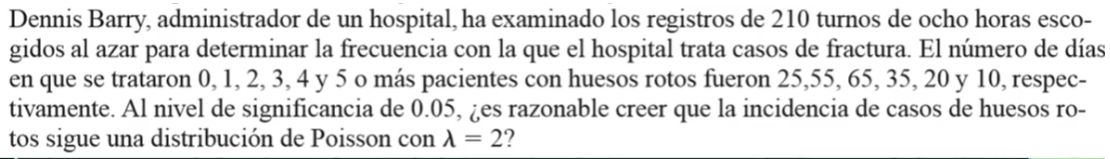 Dennis Barry, administrador de un hospital, ha examinado los registros de 210 turnos de ocho horas esco-
gidos al azar para determinar la frecuencia con la que el hospital trata casos de fractura. El número de días
en que se trataron 0, 1, 2, 3, 4 y 5 o más pacientes con huesos rotos fueron 25,55, 65, 35, 20 y 10, respec-
tivamente. Al nivel de significancia de 0.05, ¿es razonable creer que la incidencia de casos de huesos ro-
tos sigue una distribución de Poisson con λ = 2?